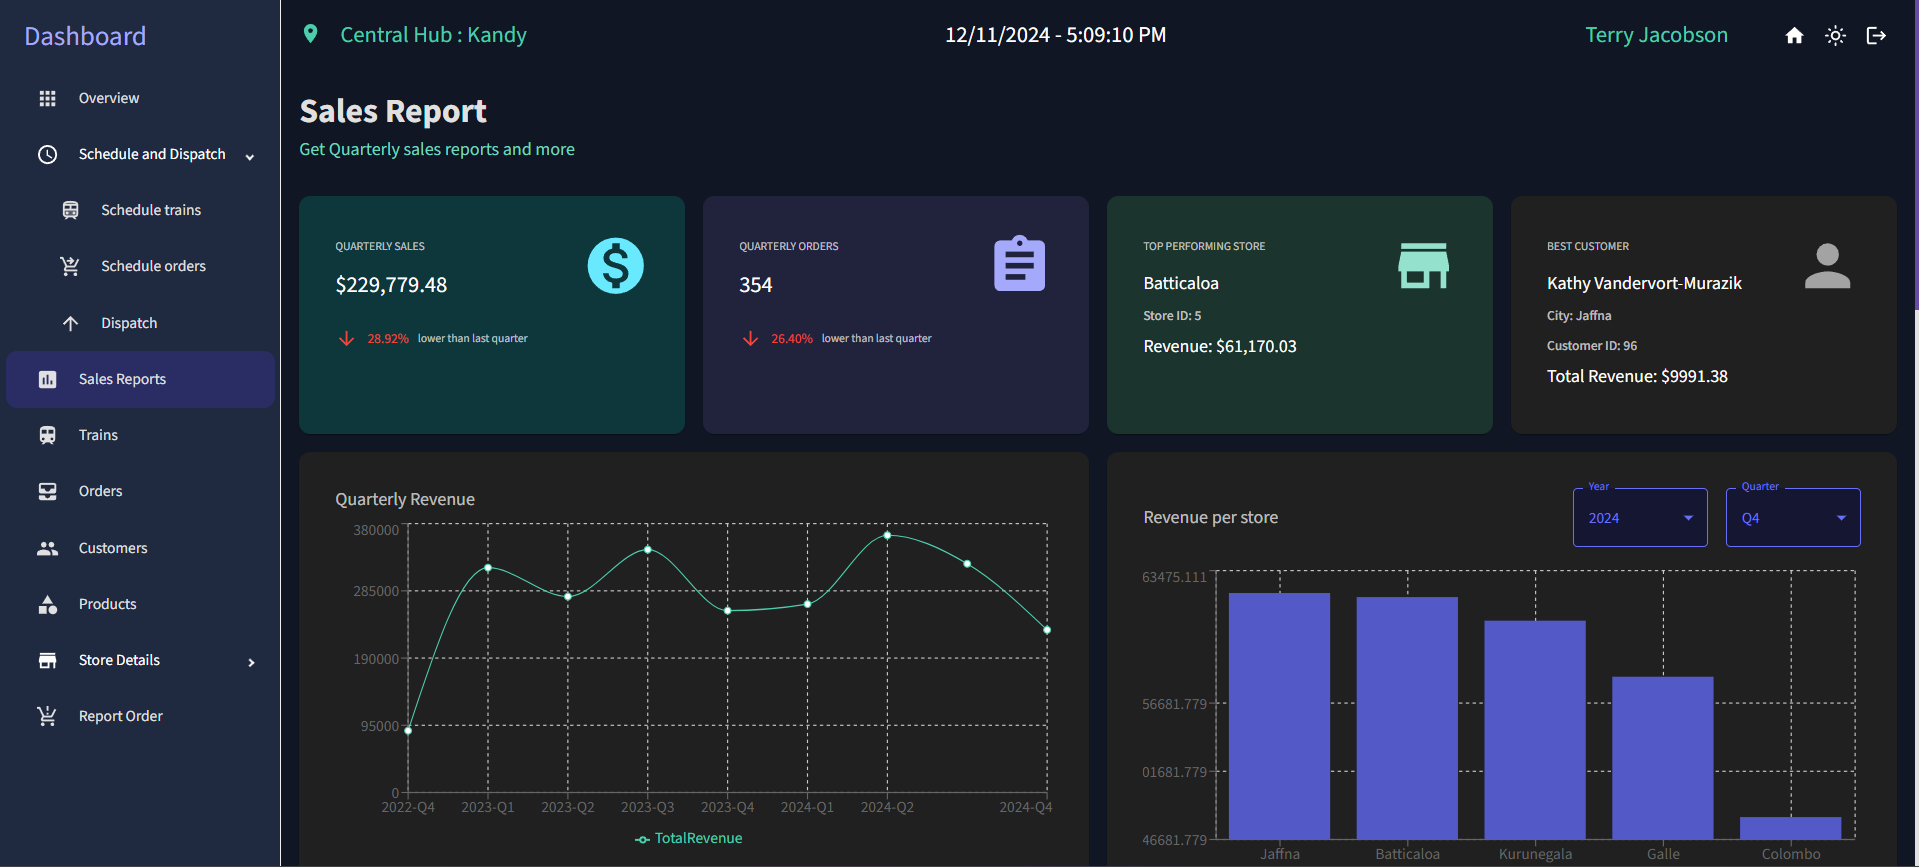 Dashboard
Overview
Schedule and Dispatch
Schedule trains
Schedule orders
Dispatch
Sales Reports
Trains
Orders
Customers
Products
Store Details
Report Order
Central Hub : Kandy
12/11/2024 - 5:09:10 PM
Terry Jacobson
Sales Report
Get Quarterly sales reports and more
QUARTERLY SALES
$229,779.48
28.92% lower than last quarter
QUARTERLY ORDERS
354
26.40% lower than last quarter
TOP PERFORMING STORE
Batticaloa
Store ID: 5
Revenue: $61,170.03
BEST CUSTOMER
Kathy Vandervort-Murazik
City: Jaffna
Customer ID: 96
Total Revenue: $9991.38
Quarterly Revenue
380000
285000
190000
95000
0
2022-Q4 2023-Q1 2023-Q2 2023-Q3 2023-Q4 2024-Q1 2024-Q2 2024-Q4
TotalRevenue
Revenue per store
Year
2024
Quarter
Q4
63475.111
56681.779
01681.779
46681.779
Jaffna Batticaloa Kurunegala Galle Colombo